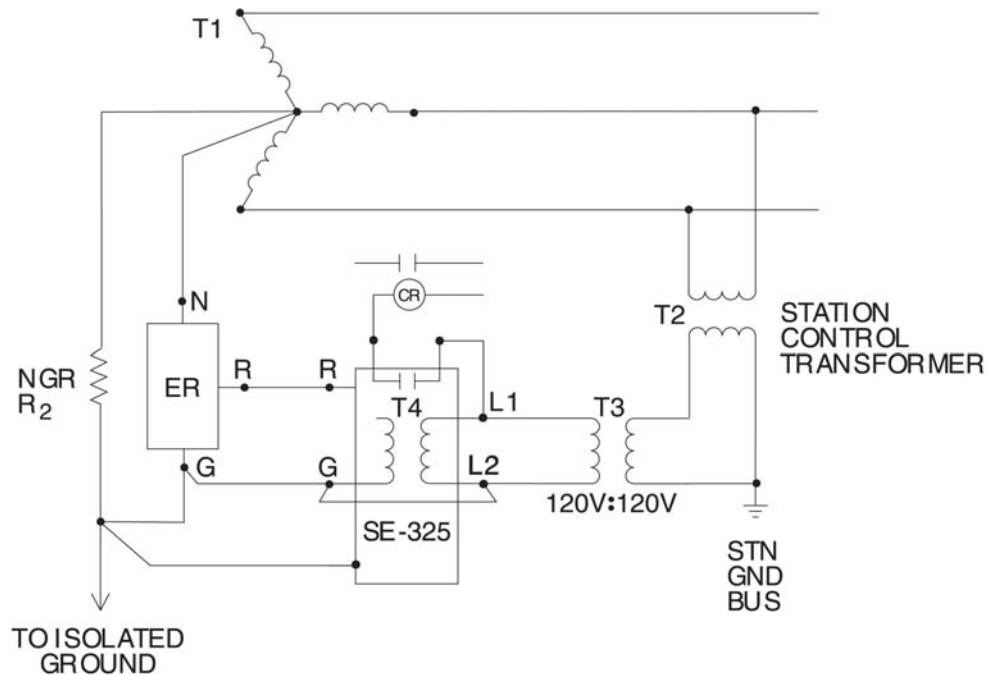 T1
N
CR
T2
STATION
CONTROL
TRANSFORMER
NGR
R2
ER
R
R
T4
L1
T3
G
G
L2
120V:120V
SE-325
STN
GND
BUS
TO ISOLATED
GROUND